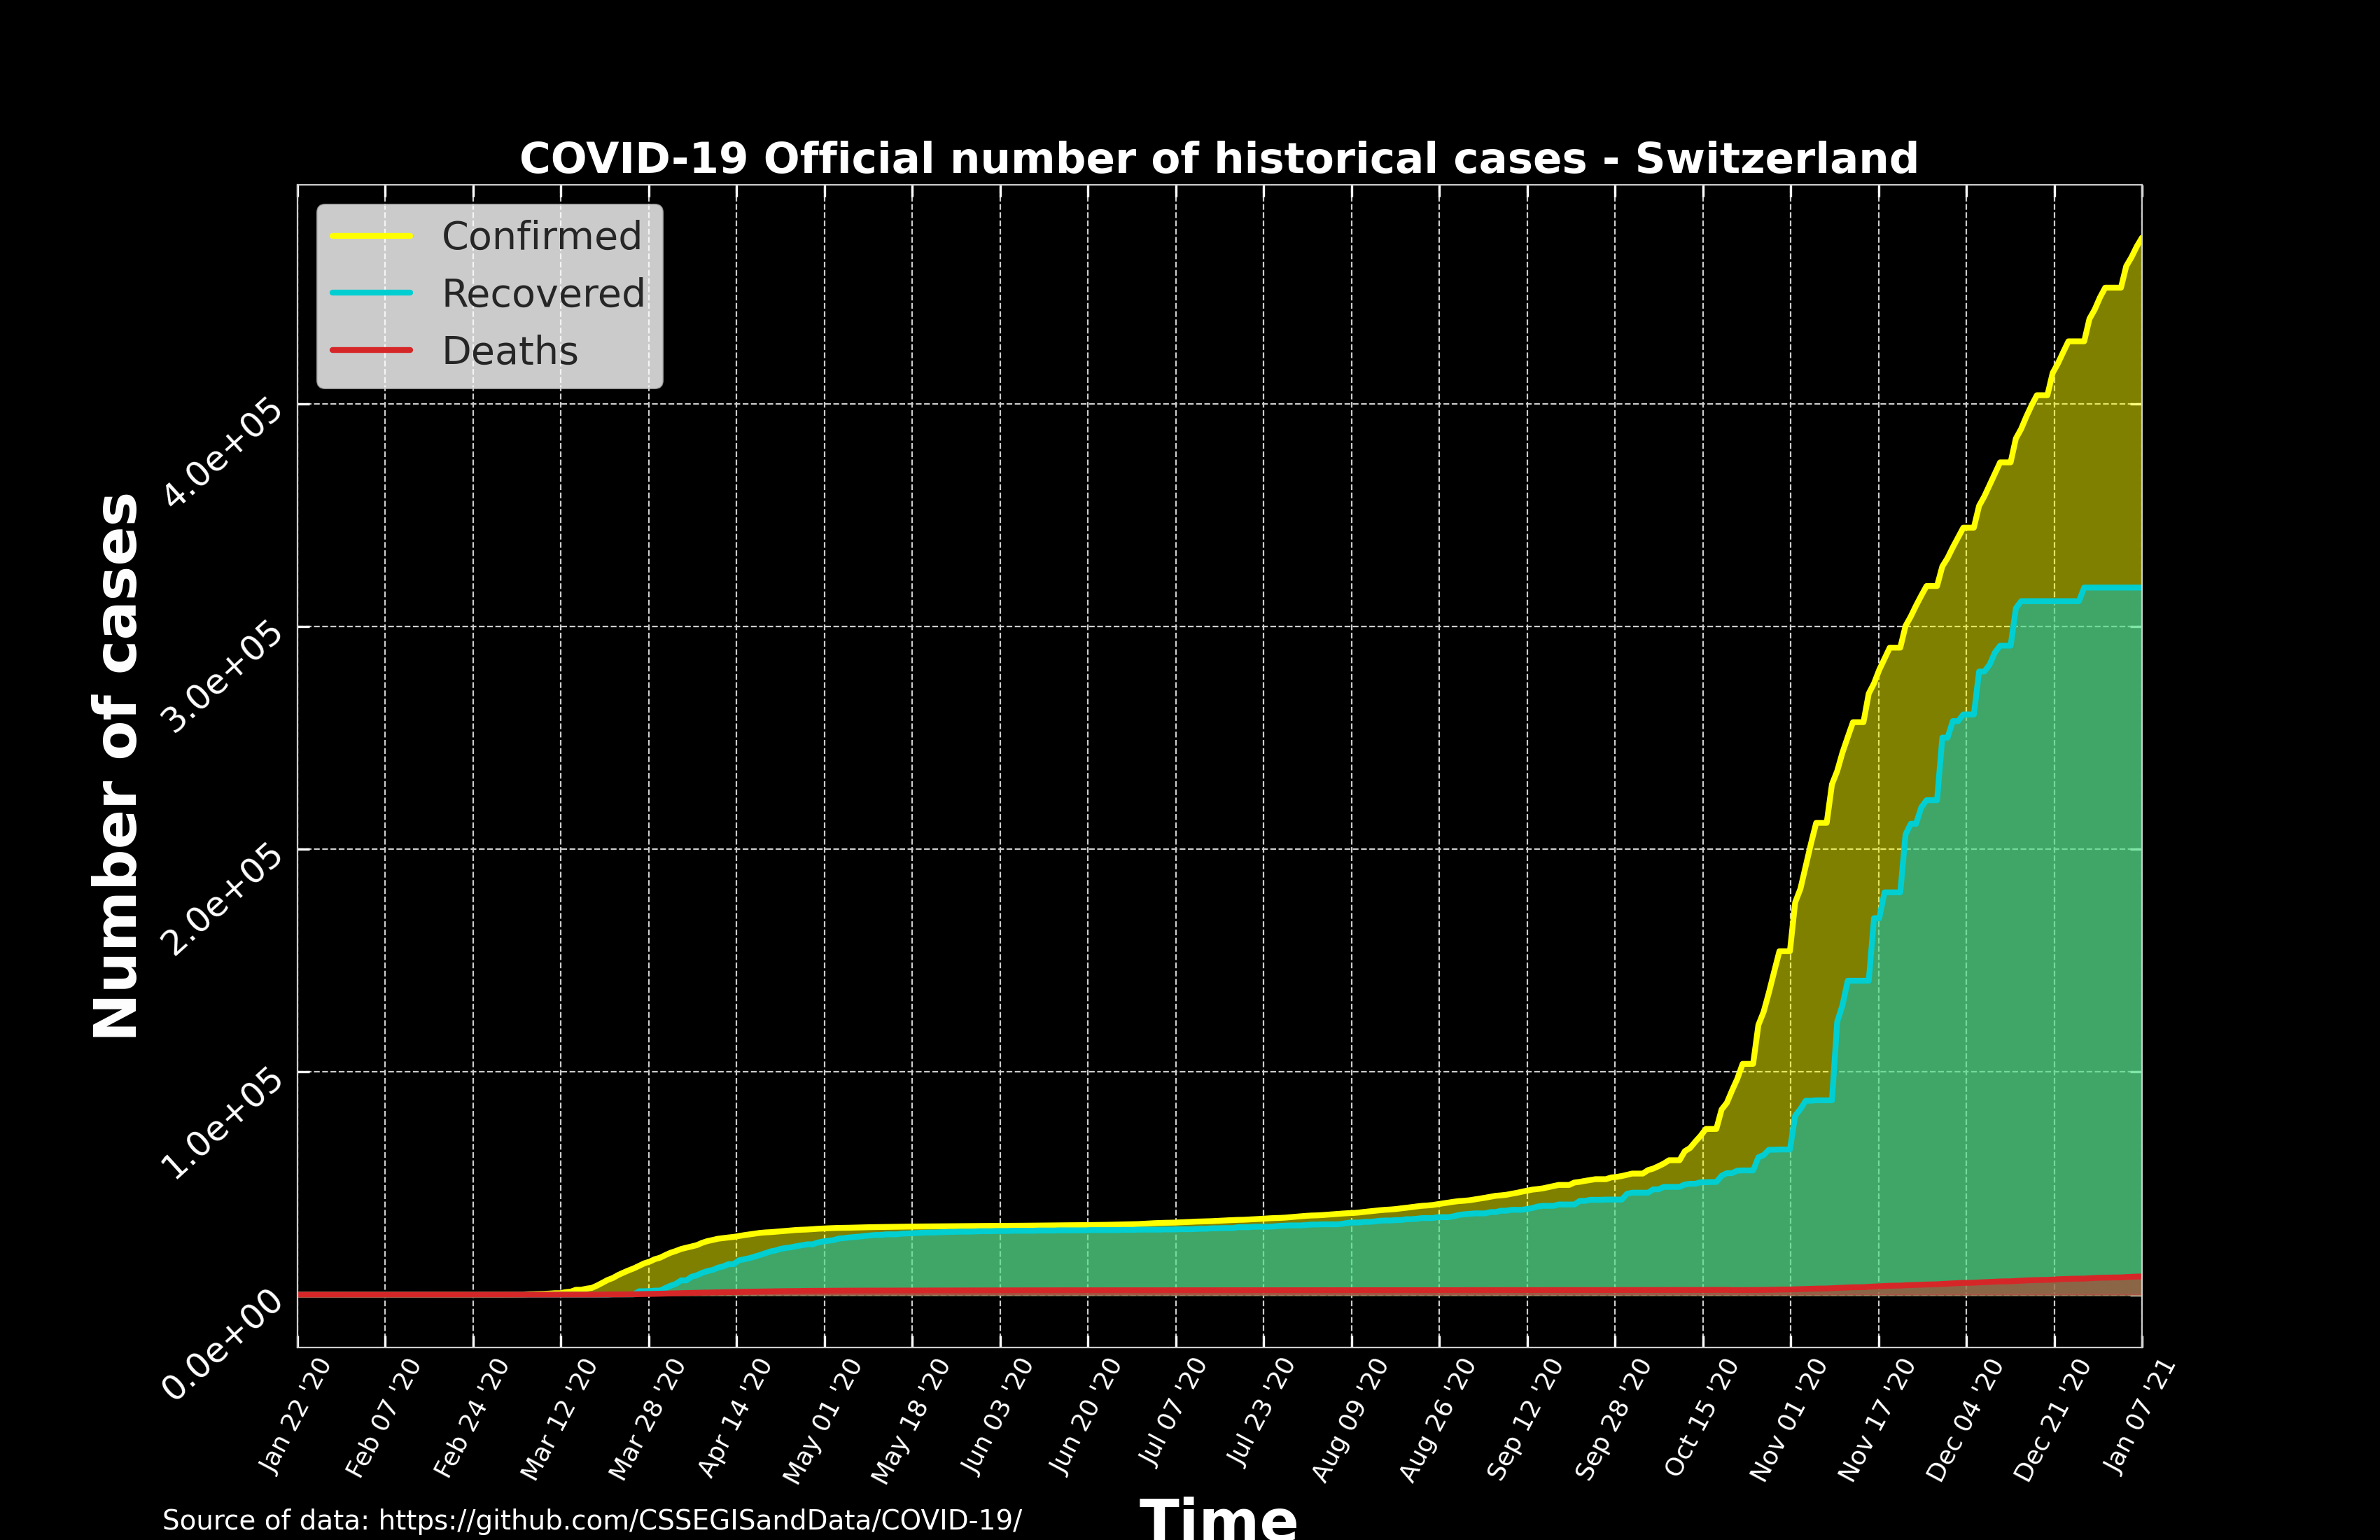 COVID-19 Official number of historical cases - Switzerland
Confirmed
Recovered
Deaths
Number of cases
4.0e+05
3.0e+05
2.0e+05
1.0e+05
0.0e+00
Jan 22 '20
Feb 07 '20
Feb 24 '20
Mar 12 '20
Mar 28 '20
Apr 14 '20
May 01 '20
May 18 '20
Jun 03 '20
Jun 20 '20
Jul 07 '20
Jul 23 '20
Aug 09 '20
Aug 26 '20
Sep 12 '20
Sep 28 '20
Oct 15 '20
Nov 01 '20
Nov 17 '20
Dec 04 '20
Dec 21 '20
Jan 07 '21
Time
Source of data: https://github.com/CSSEGISandData/COVID-19/